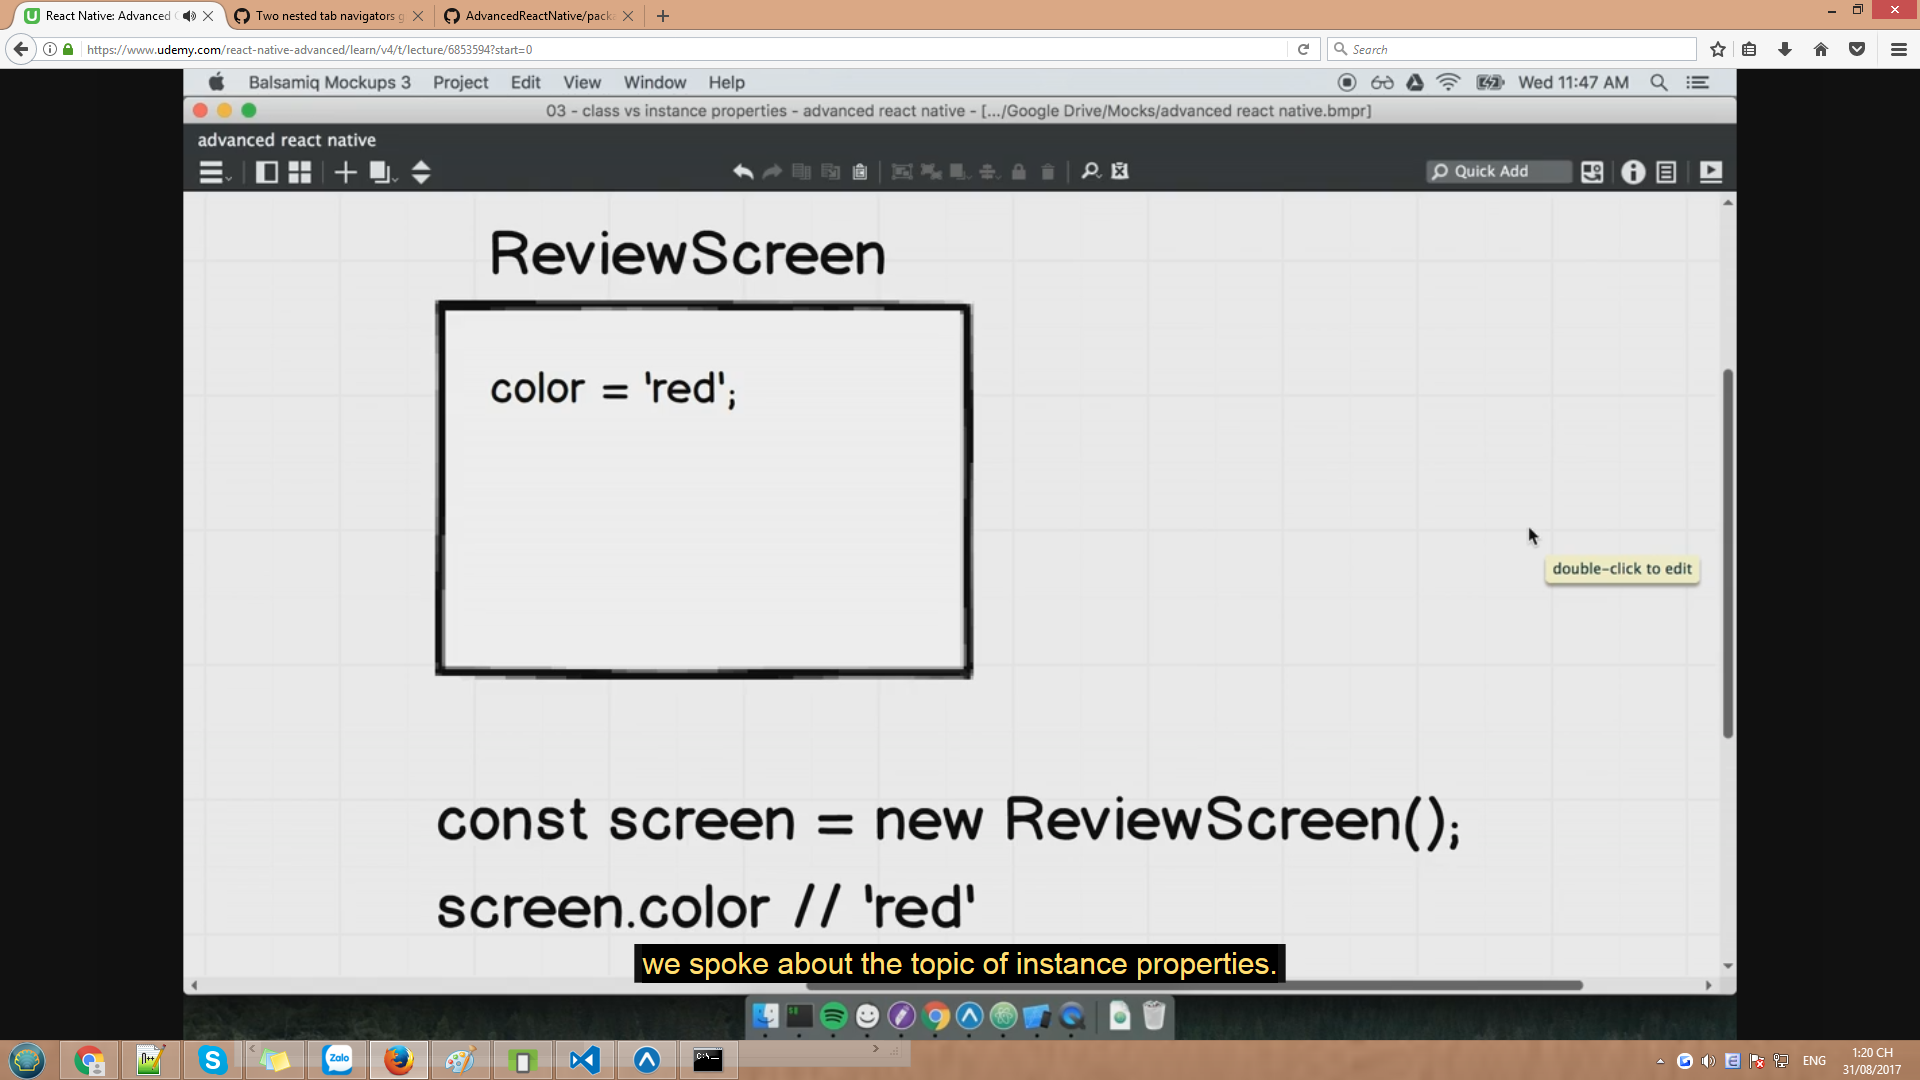 React Native: Advanced
Two nested tab navigators g
AdvancedReactNative/pack
https://www.udemy.com/react-native-advanced/learn/v4/t/lecture/6853594?start=0
Search
Balsamiq Mockups 3 Project Edit View Window Help
Wed 11:47 AM
03 - class vs instance properties - advanced react native - [.../Google Drive/Mocks/advanced react native.bmpr]
advanced react native
Quick Add
ReviewScreen
color = 'red';
double-click to edit
const screen = new ReviewScreen();
screen.color // 'red'
we spoke about the topic of instance properties.
Zalo
ENG
1:20 CH
31/08/2017